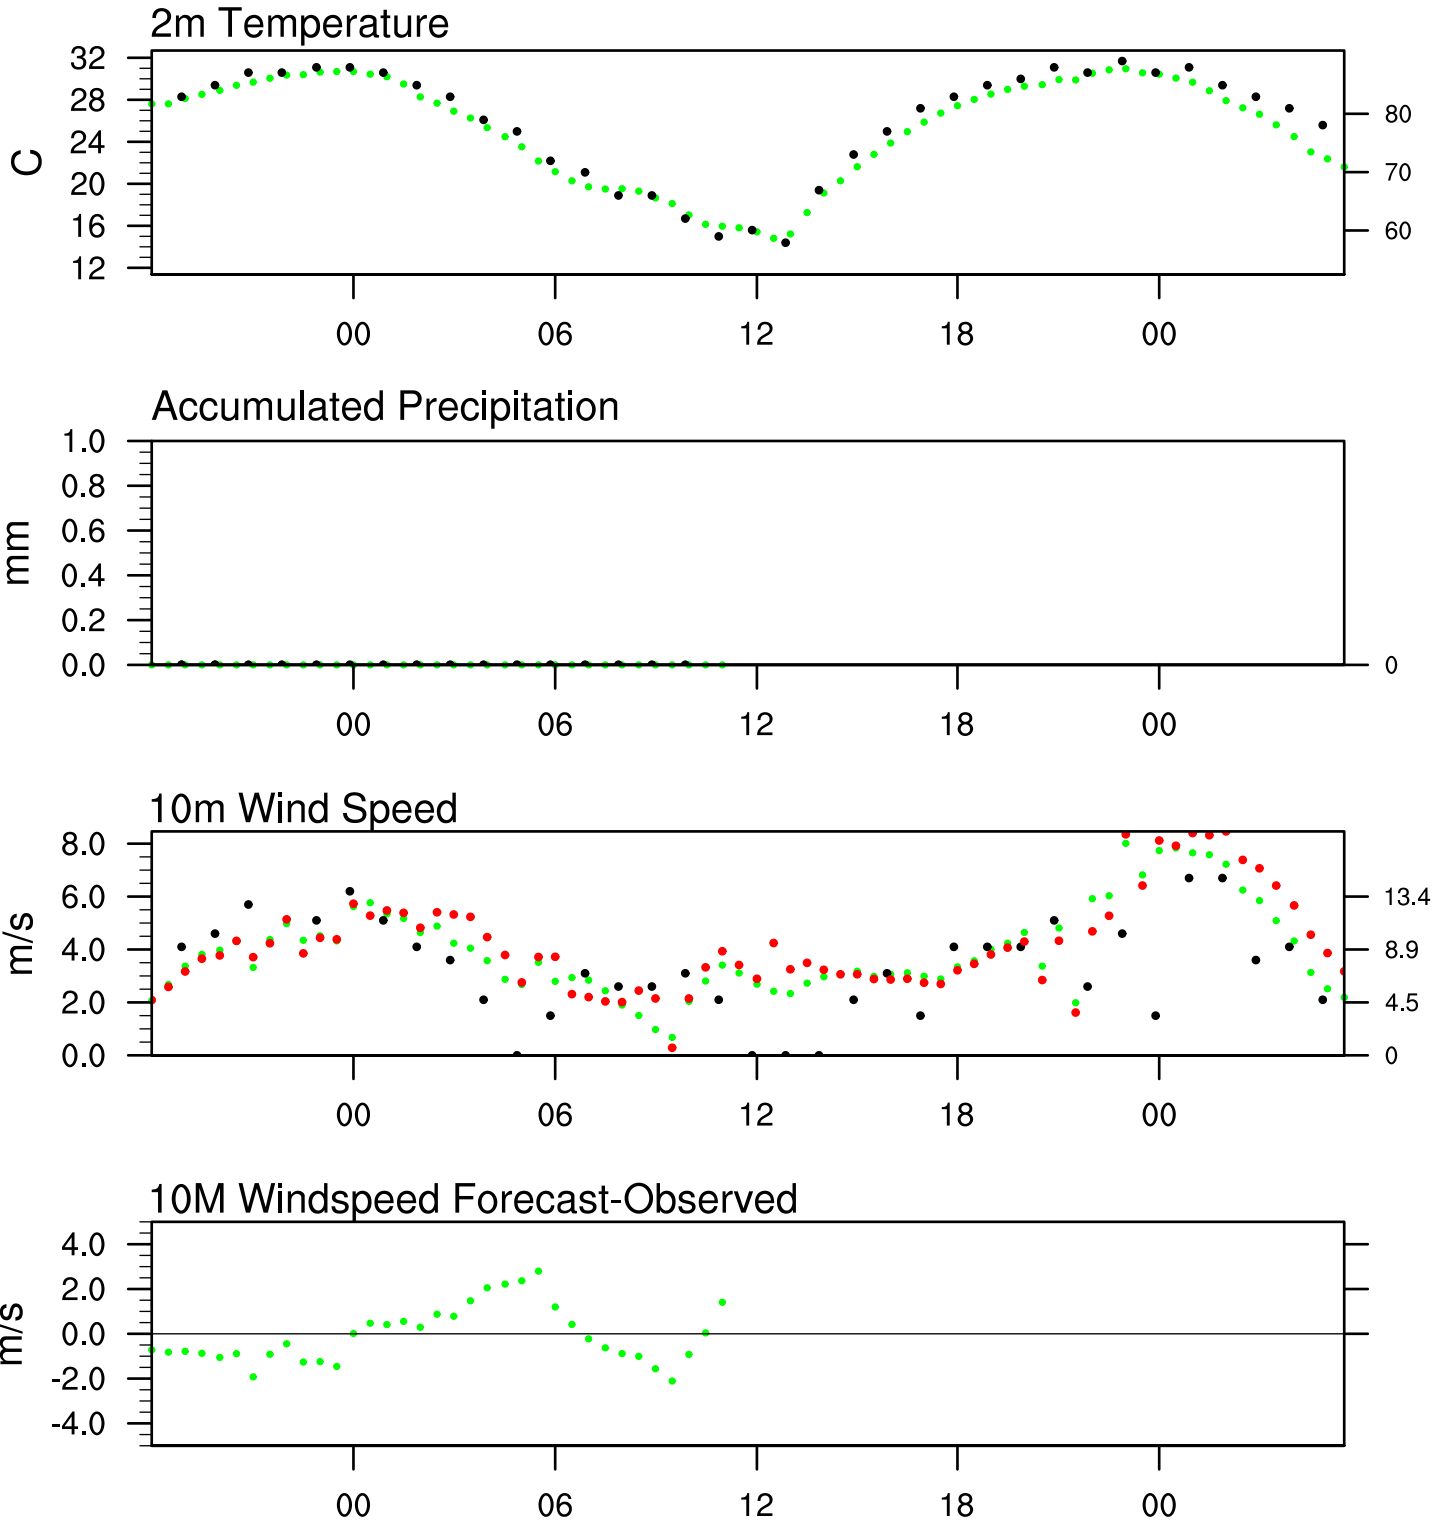 2m Temperature
32
28
24
20
16
12
C
80
70
60
00 06 12 18 00
Accumulated Precipitation
1.0
0.8
0.6
0.4
0.2
0.0
mm
0
00 06 12 18 00
10m Wind Speed
8.0
6.0
4.0
2.0
0.0
m/s
13.4
8.9
4.5
0
00 06 12 18 00
10M Windspeed Forecast-Observed
4.0
2.0
0.0
-2.0
-4.0
m/s
00 06 12 18 00